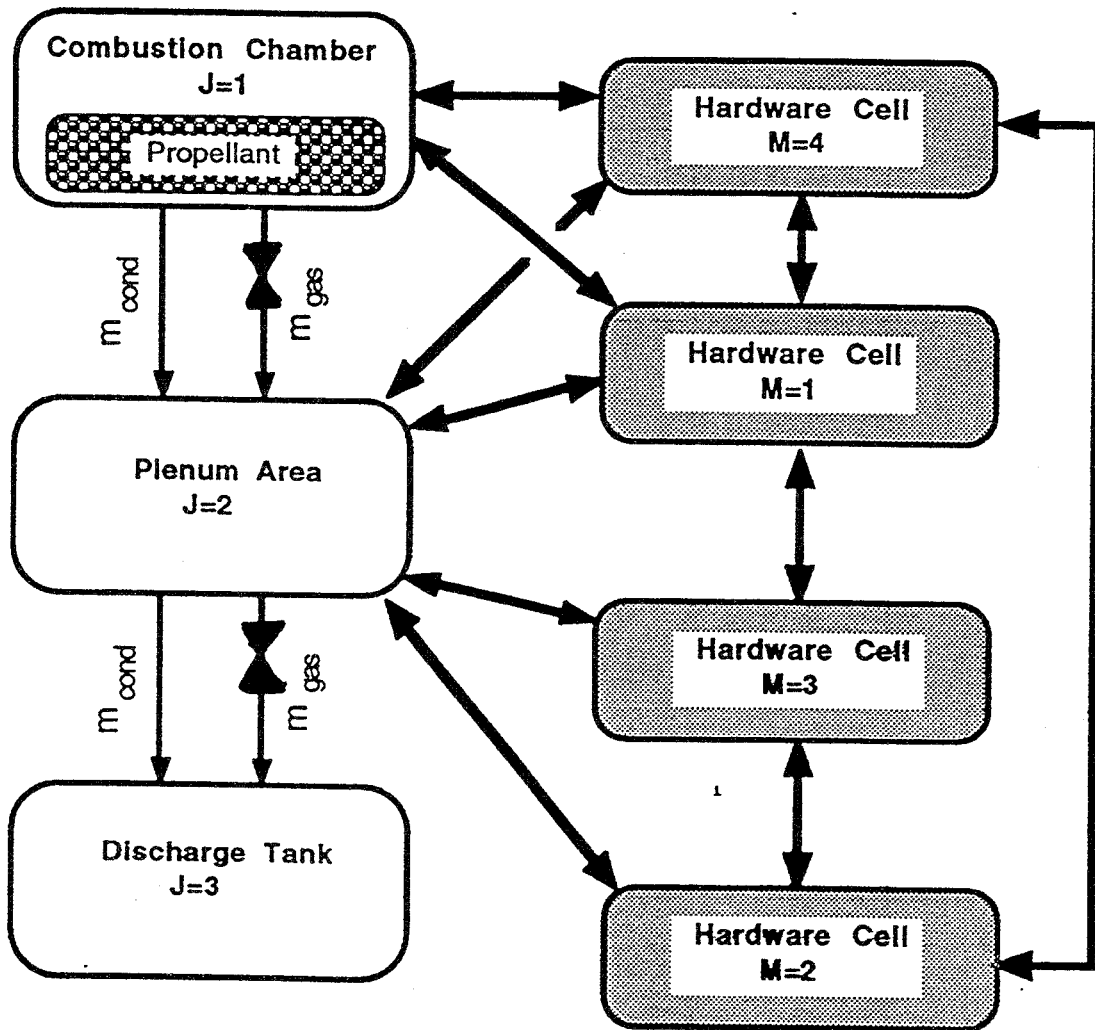 Combustion Chamber
J=1
Propellant
Hardware Cell
M=4
m cond
m gas
Hardware Cell
M=1
Plenum Area
J=2
Hardware Cell
M=3
m cond
m gas
Discharge Tank
J=3
Hardware Cell
M=2